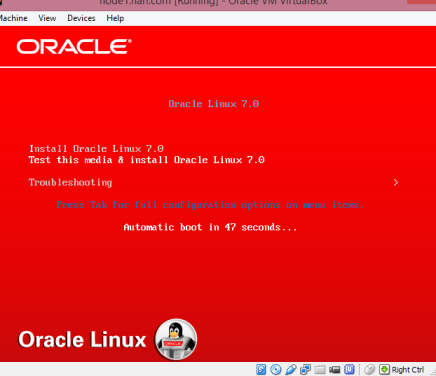 node1.hari.com [Running] - Oracle VM VirtualBox
Machine View Devices Help
ORACLE®
Oracle Linux 7.0
Install Oracle Linux 7.0
Test this media & install Oracle Linux 7.0
Troubleshooting >
Press Tab for full configuration options on menu items.
Automatic boot in 47 seconds...
Oracle Linux
ORACLE
Right Ctrl